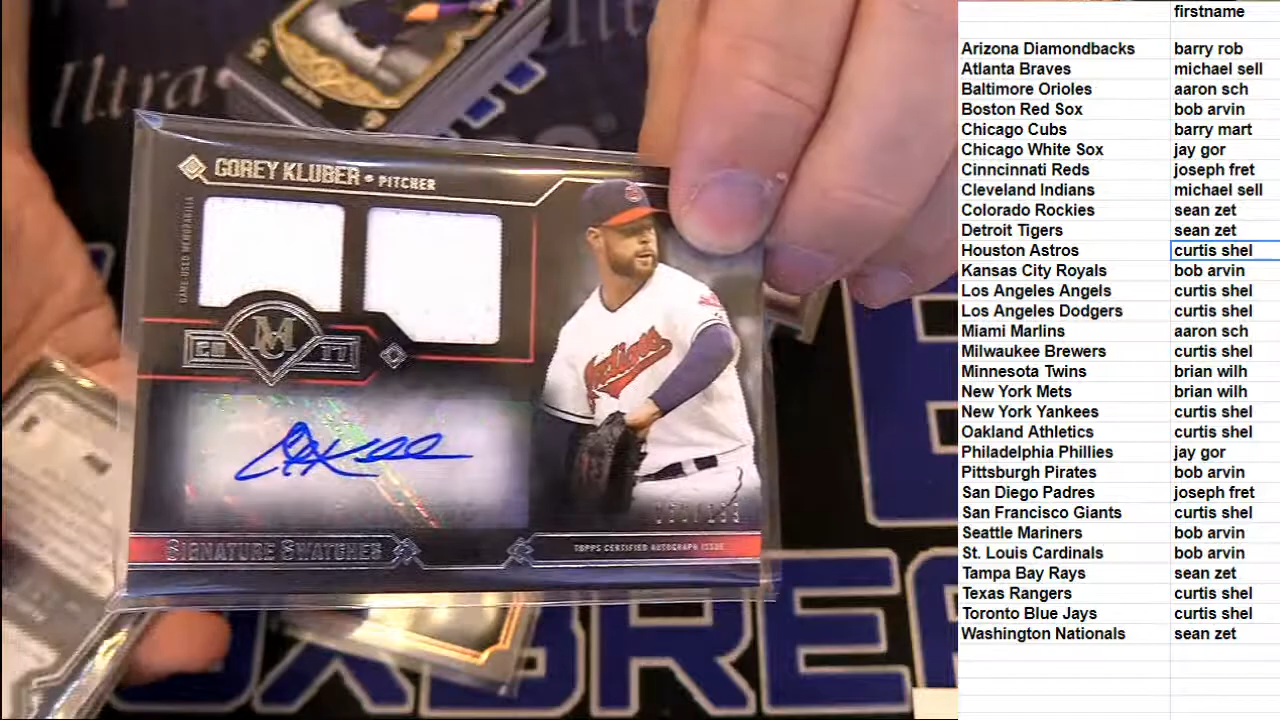 Ultra
COREY KLUBER • PITCHER
GAME-USED MEMORABILIA
Indians
SIGNATURE SWATCHES
TOPPS CERTIFIED AUTOGRAPH ISSUE
OXBREA
firstname
Arizona Diamondbacks barry rob
Atlanta Braves michael sell
Baltimore Orioles aaron sch
Boston Red Sox bob arvin
Chicago Cubs barry mart
Chicago White Sox jay gor
Cinncinnati Reds joseph fret
Cleveland Indians michael sell
Colorado Rockies sean zet
Detroit Tigers sean zet
Houston Astros curtis shel
Kansas City Royals bob arvin
Los Angeles Angels curtis shel
Los Angeles Dodgers curtis shel
Miami Marlins aaron sch
Milwaukee Brewers curtis shel
Minnesota Twins brian wilh
New York Mets brian wilh
New York Yankees curtis shel
Oakland Athletics curtis shel
Philadelphia Phillies jay gor
Pittsburgh Pirates bob arvin
San Diego Padres joseph fret
San Francisco Giants curtis shel
Seattle Mariners bob arvin
St. Louis Cardinals bob arvin
Tampa Bay Rays sean zet
Texas Rangers curtis shel
Toronto Blue Jays curtis shel
Washington Nationals sean zet